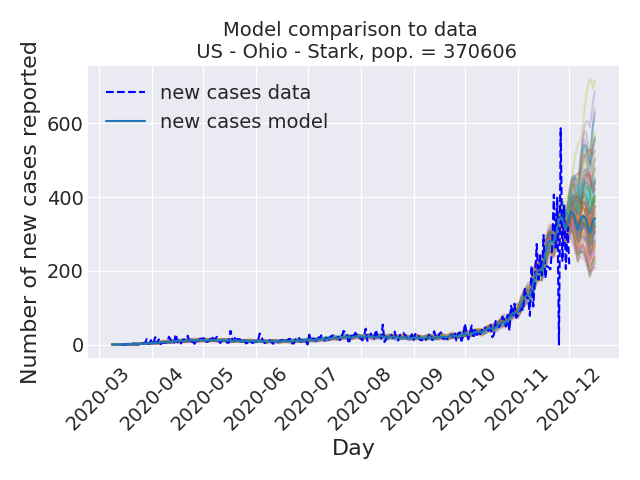 Model comparison to data
US - Ohio - Stark, pop. = 370606
Number of new cases reported
new cases data
new cases model
600
400
200
0
2020-03
2020-04
2020-05
2020-06
2020-07
2020-08
2020-09
2020-10
2020-11
2020-12
Day